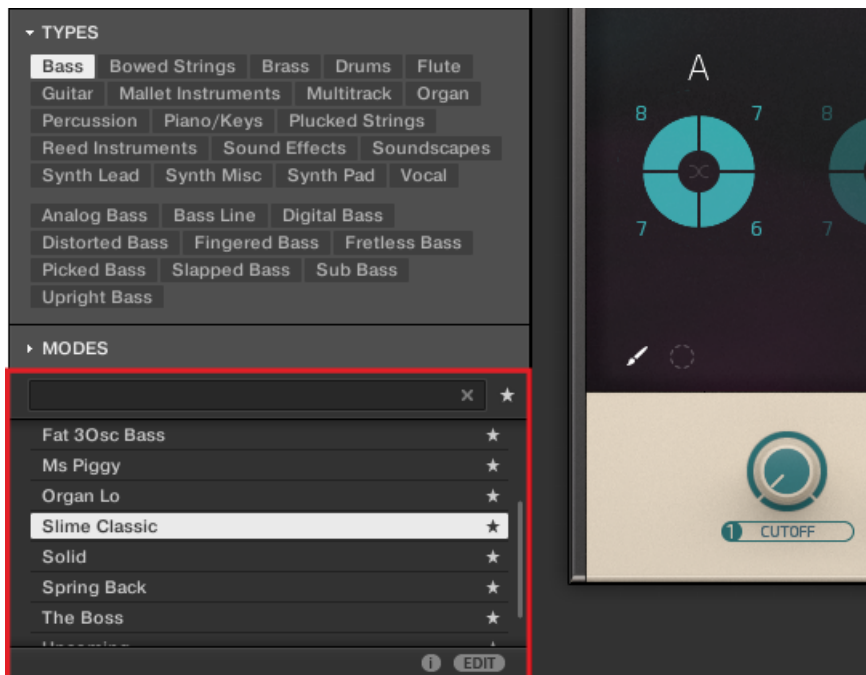 TYPES
Bass Bowed Strings Brass Drums Flute
Guitar Mallet Instruments Multitrack Organ
Percussion Piano/Keys Plucked Strings
Reed Instruments Sound Effects Soundscapes
Synth Lead Synth Misc Synth Pad Vocal
Analog Bass Bass Line Digital Bass
Distorted Bass Fingered Bass Fretless Bass
Picked Bass Slapped Bass Sub Bass
Upright Bass
MODES
Fat 3Osc Bass
Ms Piggy
Organ Lo
Slime Classic
Solid
Spring Back
The Boss
i EDIT
A
8 7 8
7 6 7
1 CUTOFF